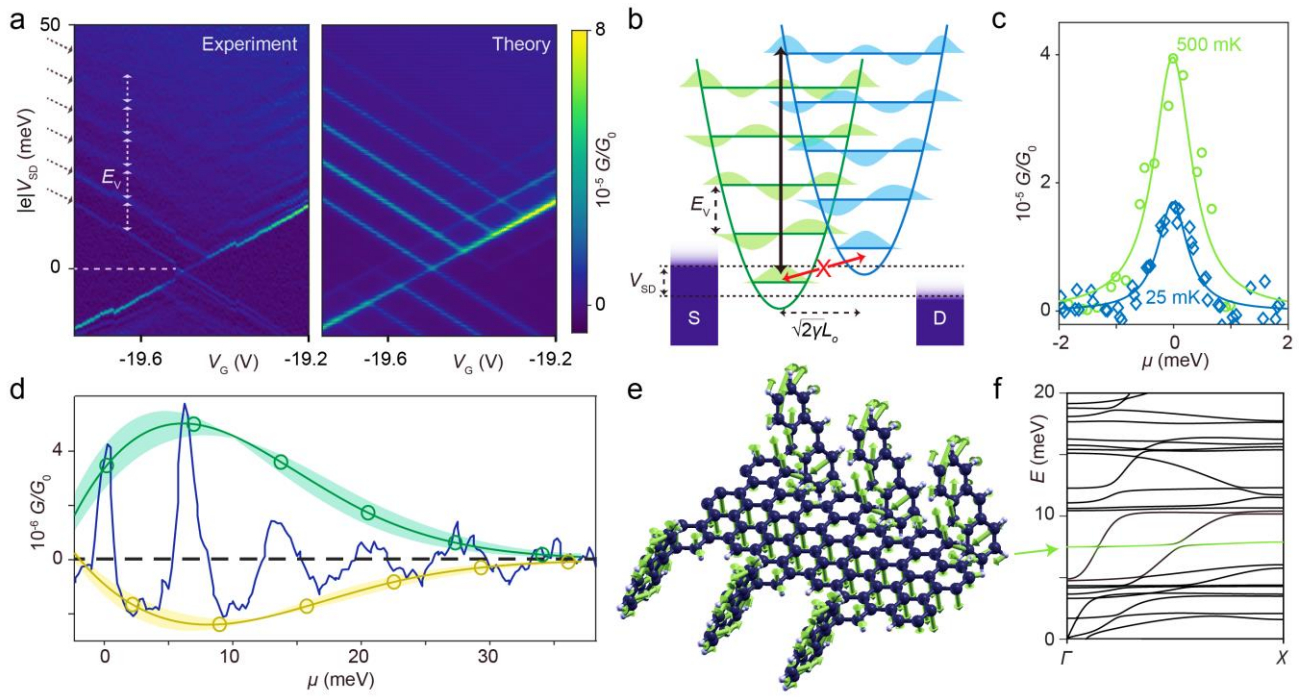 a
50
Experiment
Theory
8
E_V
|e|V_SD (meV)
10^-5 G/G_0
0
0
-19.6
V_G (V)
-19.2
-19.6
V_G (V)
-19.2
b
E_V
V_SD
S
D
√2γL_o
c
4
500 mK
10^-5 G/G_0
2
25 mK
0
-2
0
2
μ (meV)
d
4
10^-6 G/G_0
0
0
10
20
30
μ (meV)
e
f
20
E (meV)
10
0
Γ
X